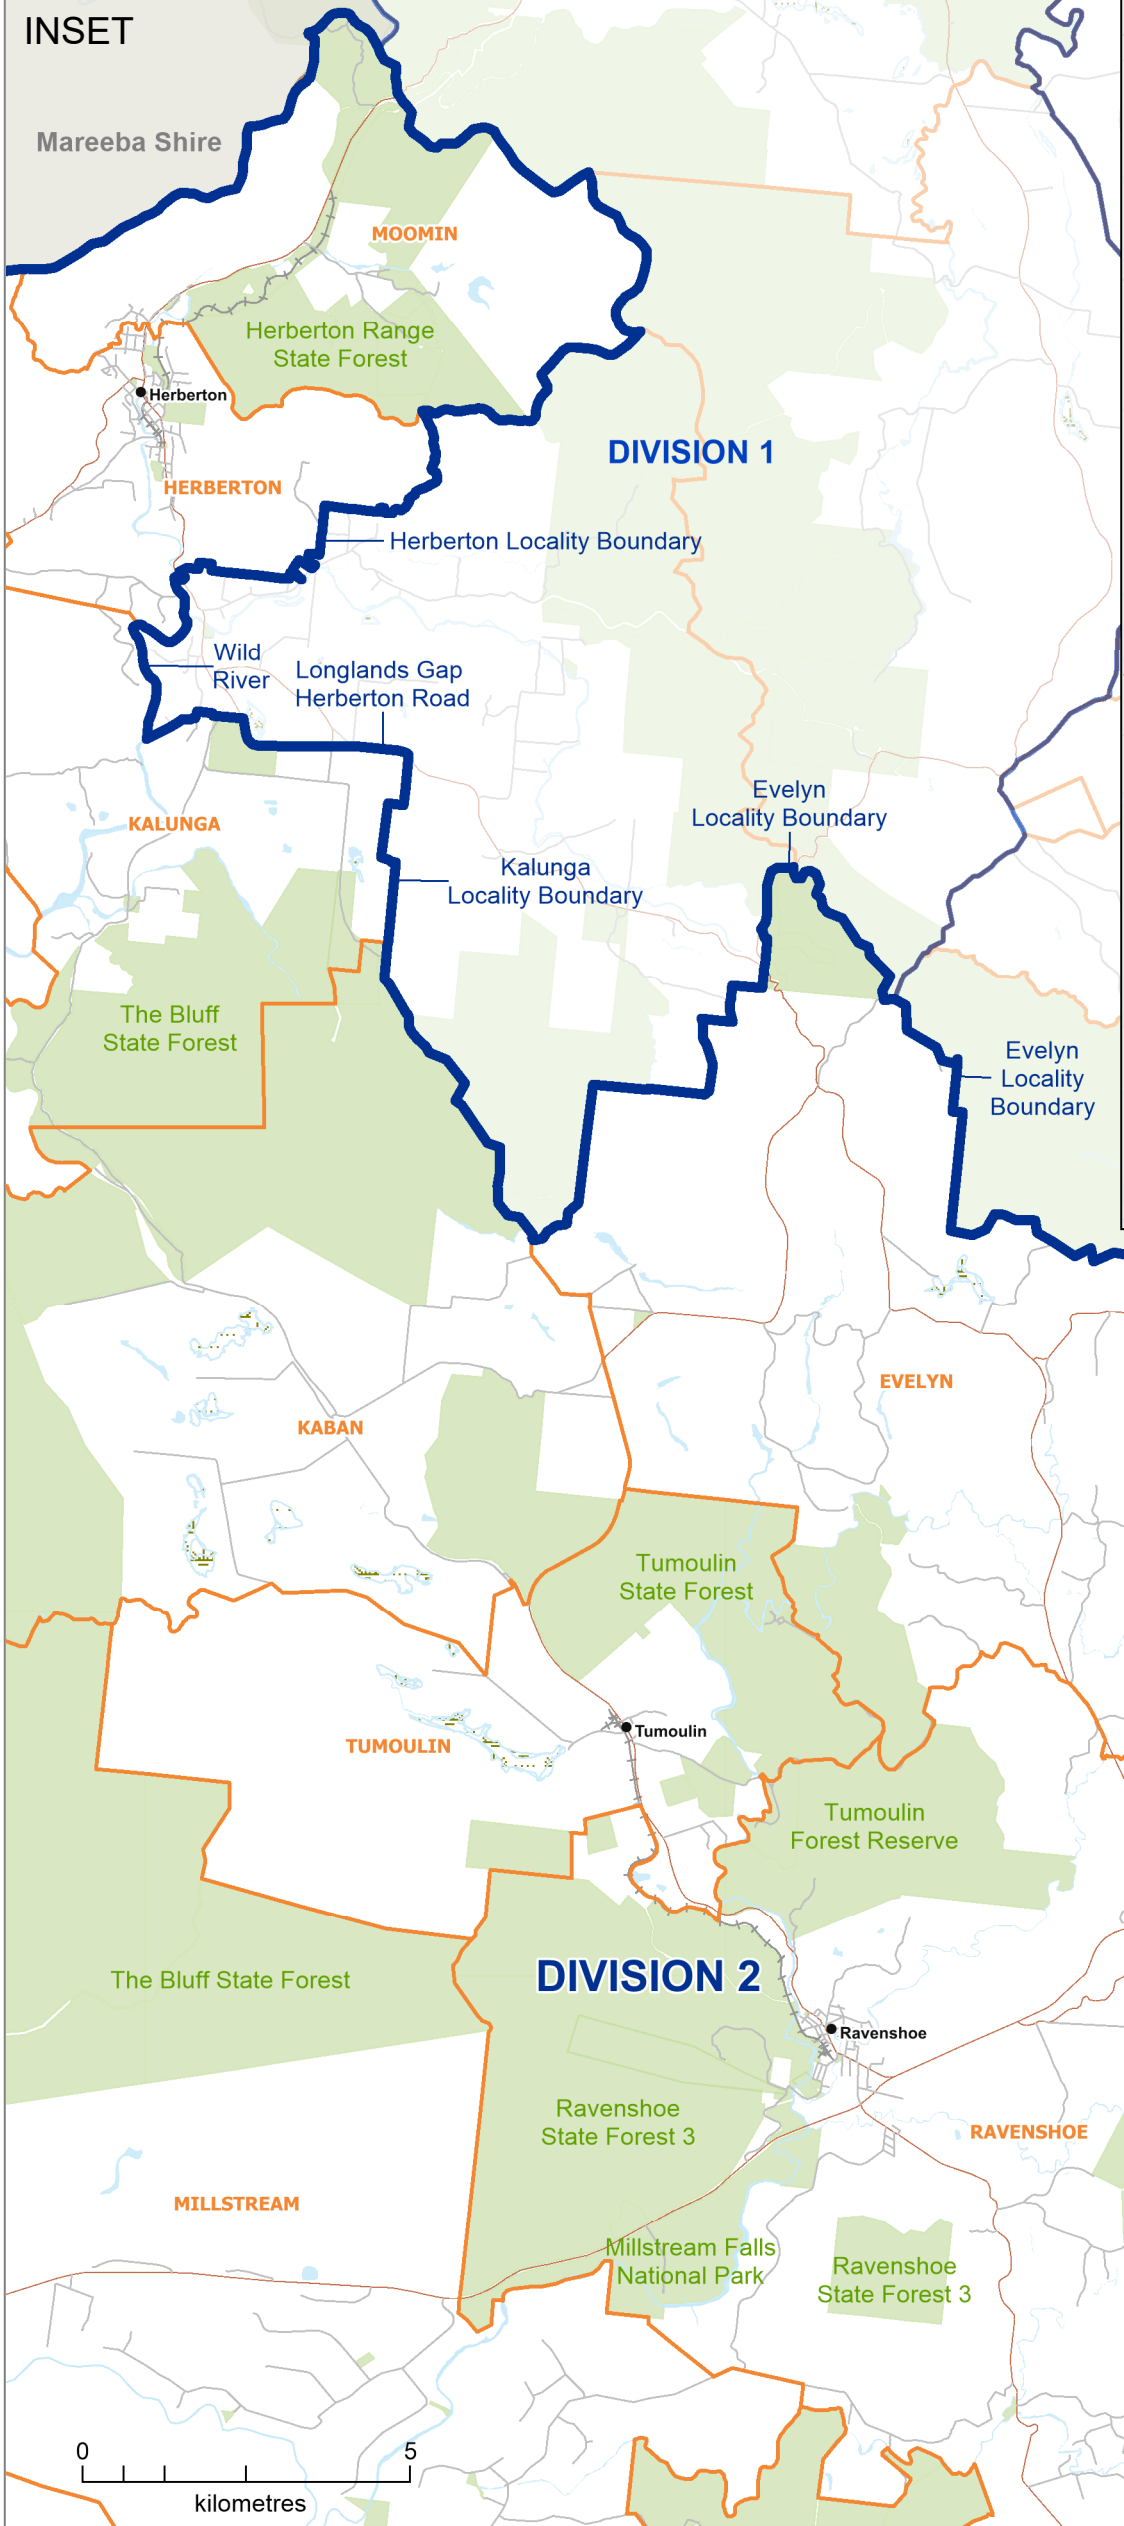 INSET
Mareeba Shire
MOOMIN
Herberton Range
State Forest
Herberton
DIVISION 1
HERBERTON
Herberton Locality Boundary
Wild
River
Longlands Gap
Herberton Road
Evelyn
Locality Boundary
KALUNGA
Kalunga
Locality Boundary
The Bluff
State Forest
Evelyn
Locality
Boundary
EVELYN
KABAN
Tumoulin
State Forest
Tumoulin
TUMOULIN
Tumoulin
Forest Reserve
DIVISION 2
The Bluff State Forest
Ravenshoe
Ravenshoe
State Forest 3
RAVENSHOE
MILLSTREAM
Millstream Falls
National Park
Ravenshoe
State Forest 3
0 5
kilometres